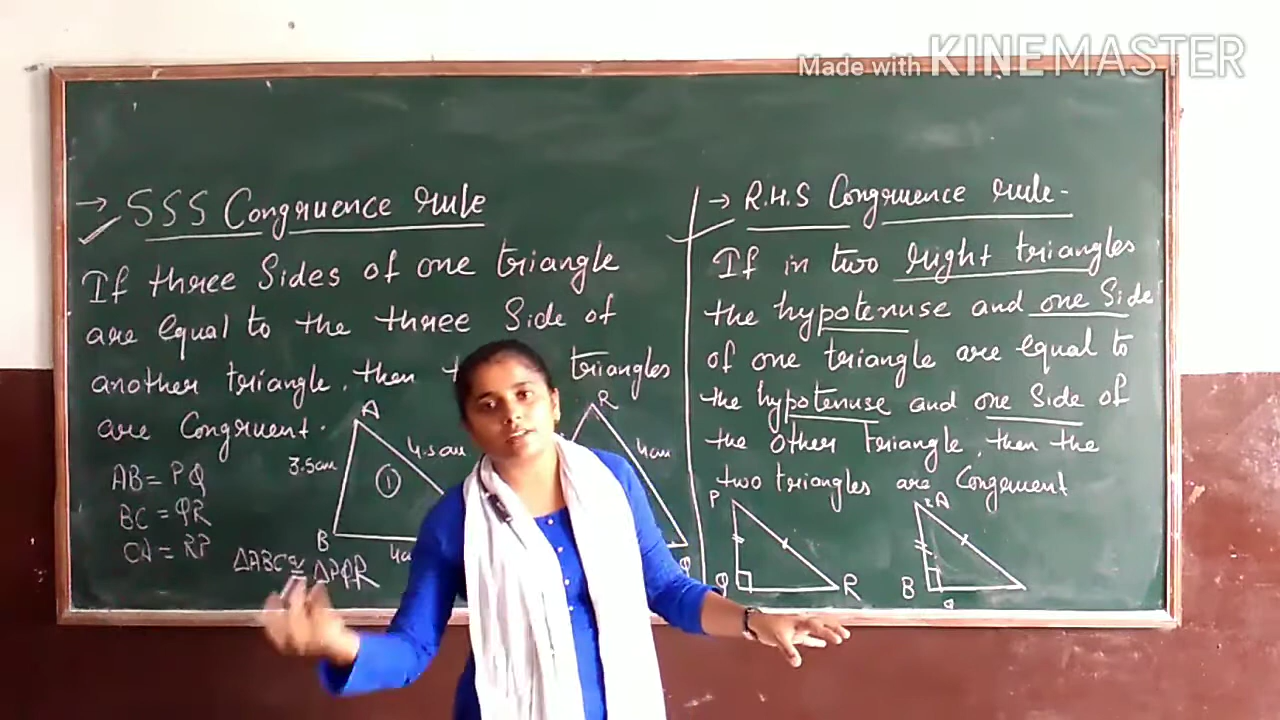 Made with KINEMASTER
→ SSS Congruence rule
If three Sides of one triangle
are equal to the three Side of
another triangle, then triangles
are Congruent.
AB = PQ
BC = QR
CA = RP
ΔABC ≅ ΔPQR
A
3.5cm
4.5cm
①
B
R
4cm
Q
→ R.H.S Congruence rule-
If in two right triangles
the hypotenuse and one Side
of one triangle are equal to
the hypotenuse and one Side of
the other triangle, then the
two triangles are Congruent
P
Q
R
A
B